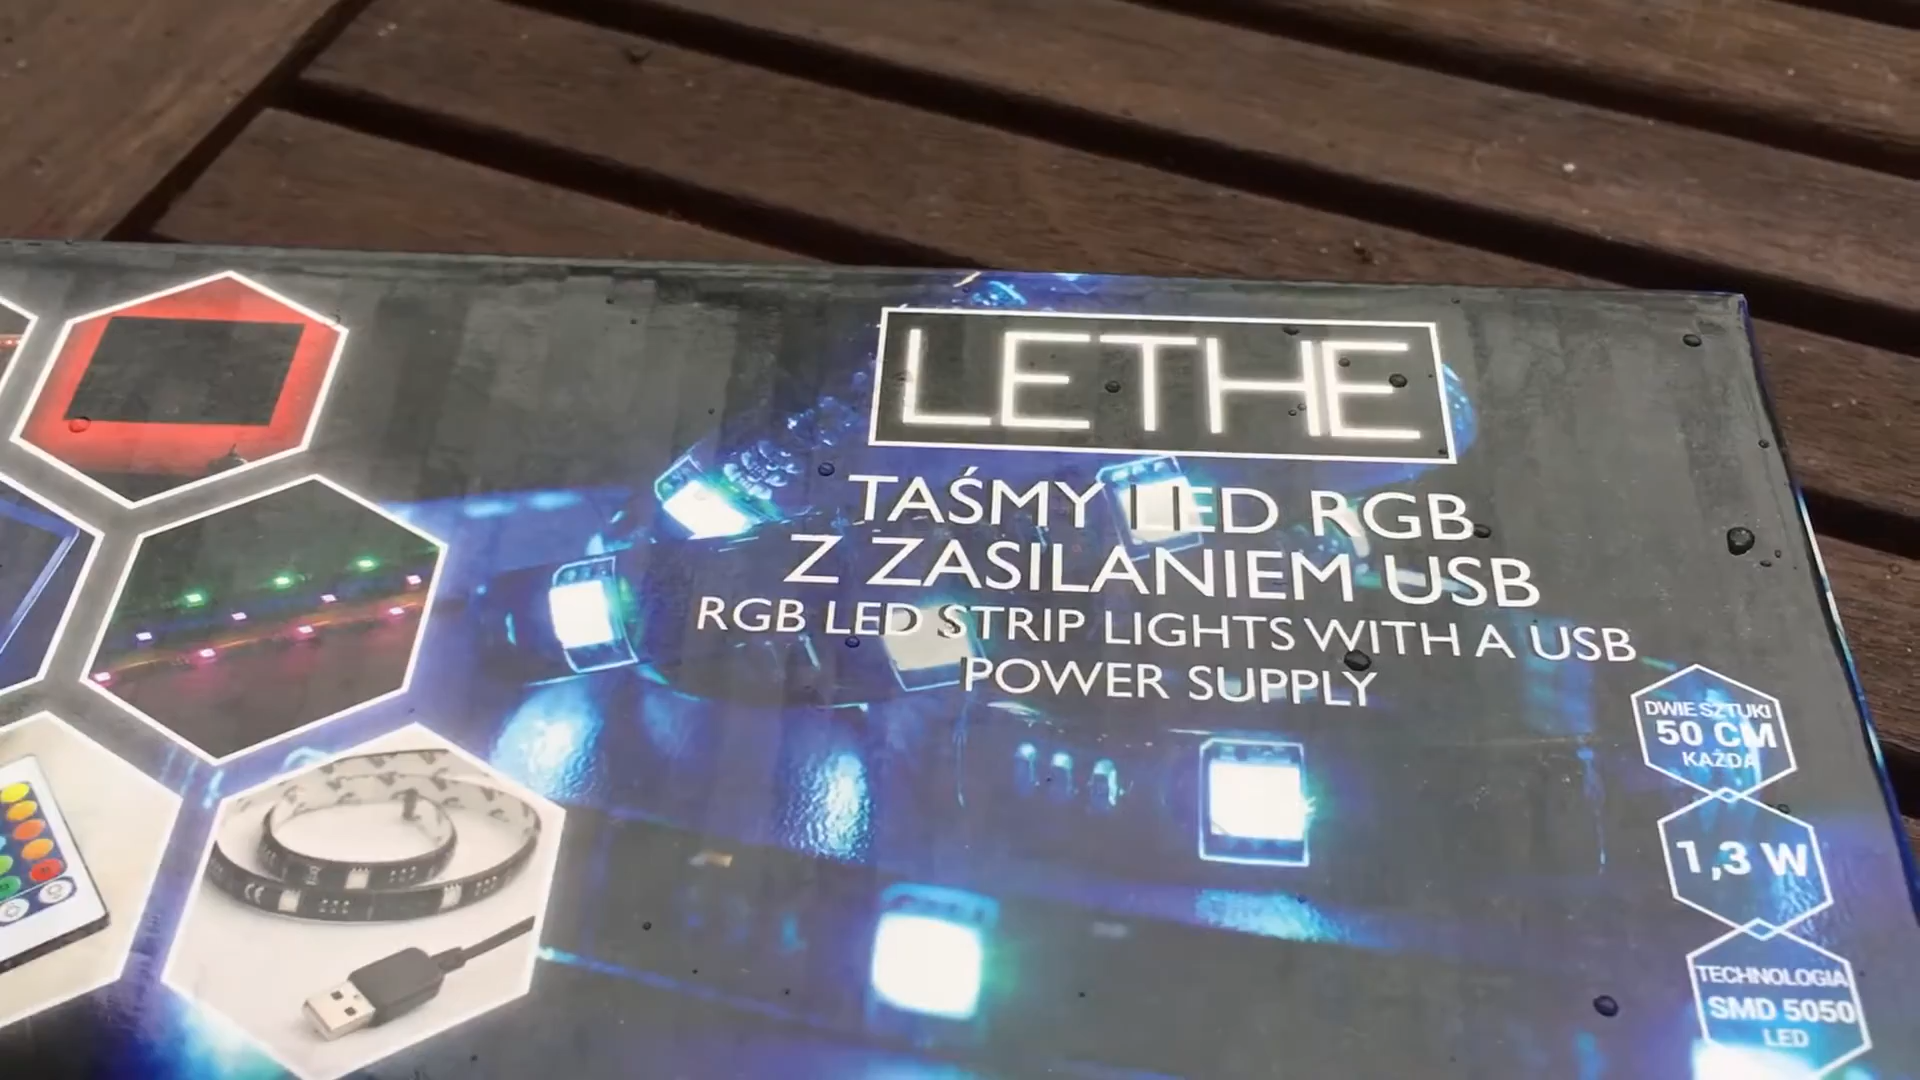 LETHE
TAŚMY LED RGB
Z ZASILANIEM USB
RGB LED STRIP LIGHTS WITH A USB
POWER SUPPLY
DWIE SZTUKI
50 CM
KAŻDA
1,3 W
TECHNOLOGIA
SMD 5050
LED